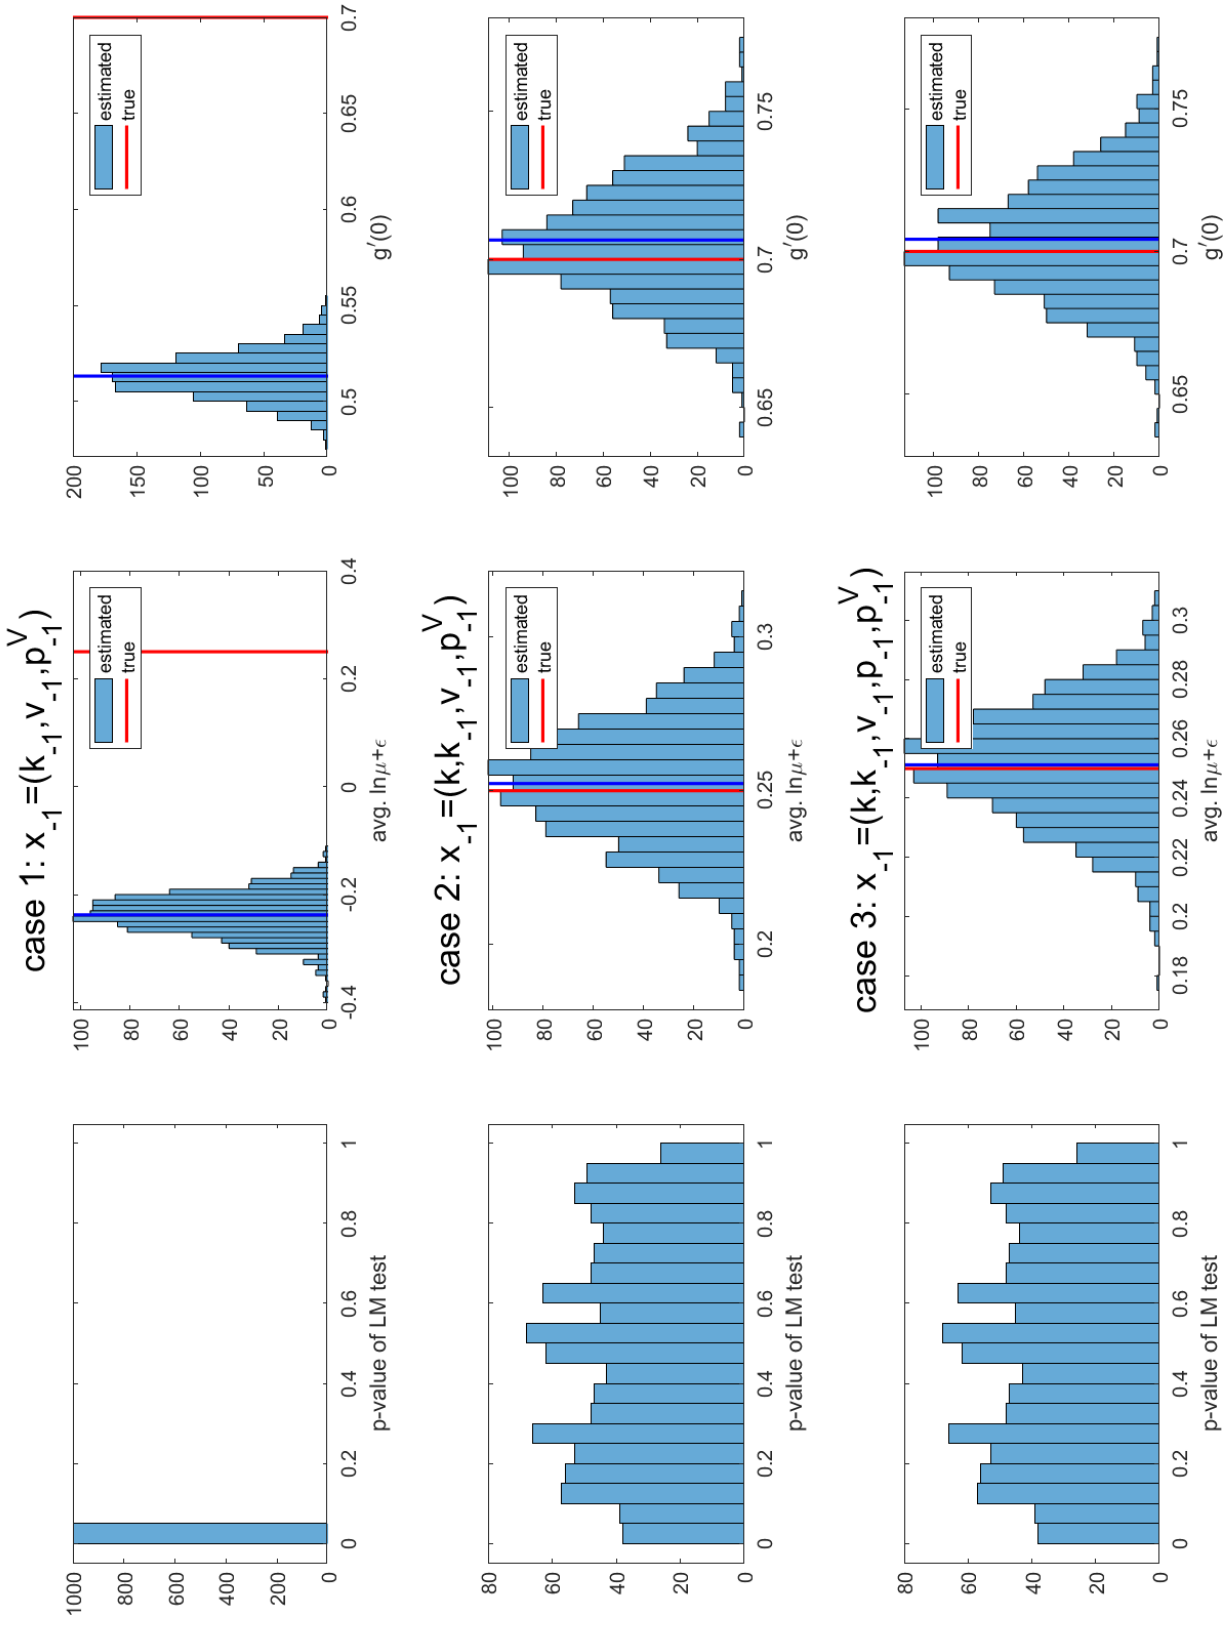 case 1: x_{-1}=(k_{-1},v_{-1},p^V_{-1})
1000
800
600
400
200
0
0 0.2 0.4 0.6 0.8 1
p-value of LM test
100
80
60
40
20
0
-0.4 -0.2 0 0.2 0.4
avg. lnμ+ϵ
estimated
true
200
150
100
50
0
0.5 0.55 0.6 0.65 0.7
g'(0)
estimated
true
case 2: x_{-1}=(k,k_{-1},v_{-1},p^V_{-1})
80
60
40
20
0
0 0.2 0.4 0.6 0.8 1
p-value of LM test
100
80
60
40
20
0
0.2 0.25 0.3
avg. lnμ+ϵ
estimated
true
100
80
60
40
20
0
0.65 0.7 0.75
g'(0)
estimated
true
case 3: x_{-1}=(k,k_{-1},v_{-1},p_{-1},p^V_{-1})
80
60
40
20
0
0 0.2 0.4 0.6 0.8 1
p-value of LM test
100
80
60
40
20
0
0.18 0.2 0.22 0.24 0.26 0.28 0.3
avg. lnμ+ϵ
estimated
true
100
80
60
40
20
0
0.65 0.7 0.75
g'(0)
estimated
true